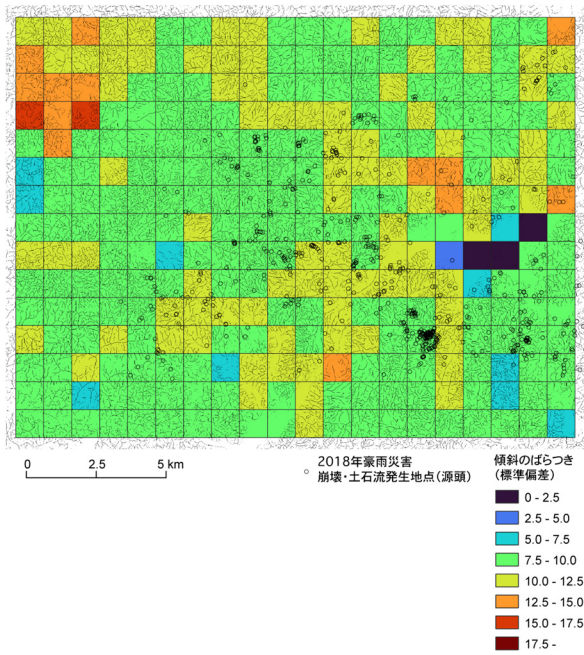 0 2.5 5 km
2018年豪雨災害
崩壊・土石流発生地点(源頭)
傾斜のばらつき
(標準偏差)
0 - 2.5
2.5 - 5.0
5.0 - 7.5
7.5 - 10.0
10.0 - 12.5
12.5 - 15.0
15.0 - 17.5
17.5 -